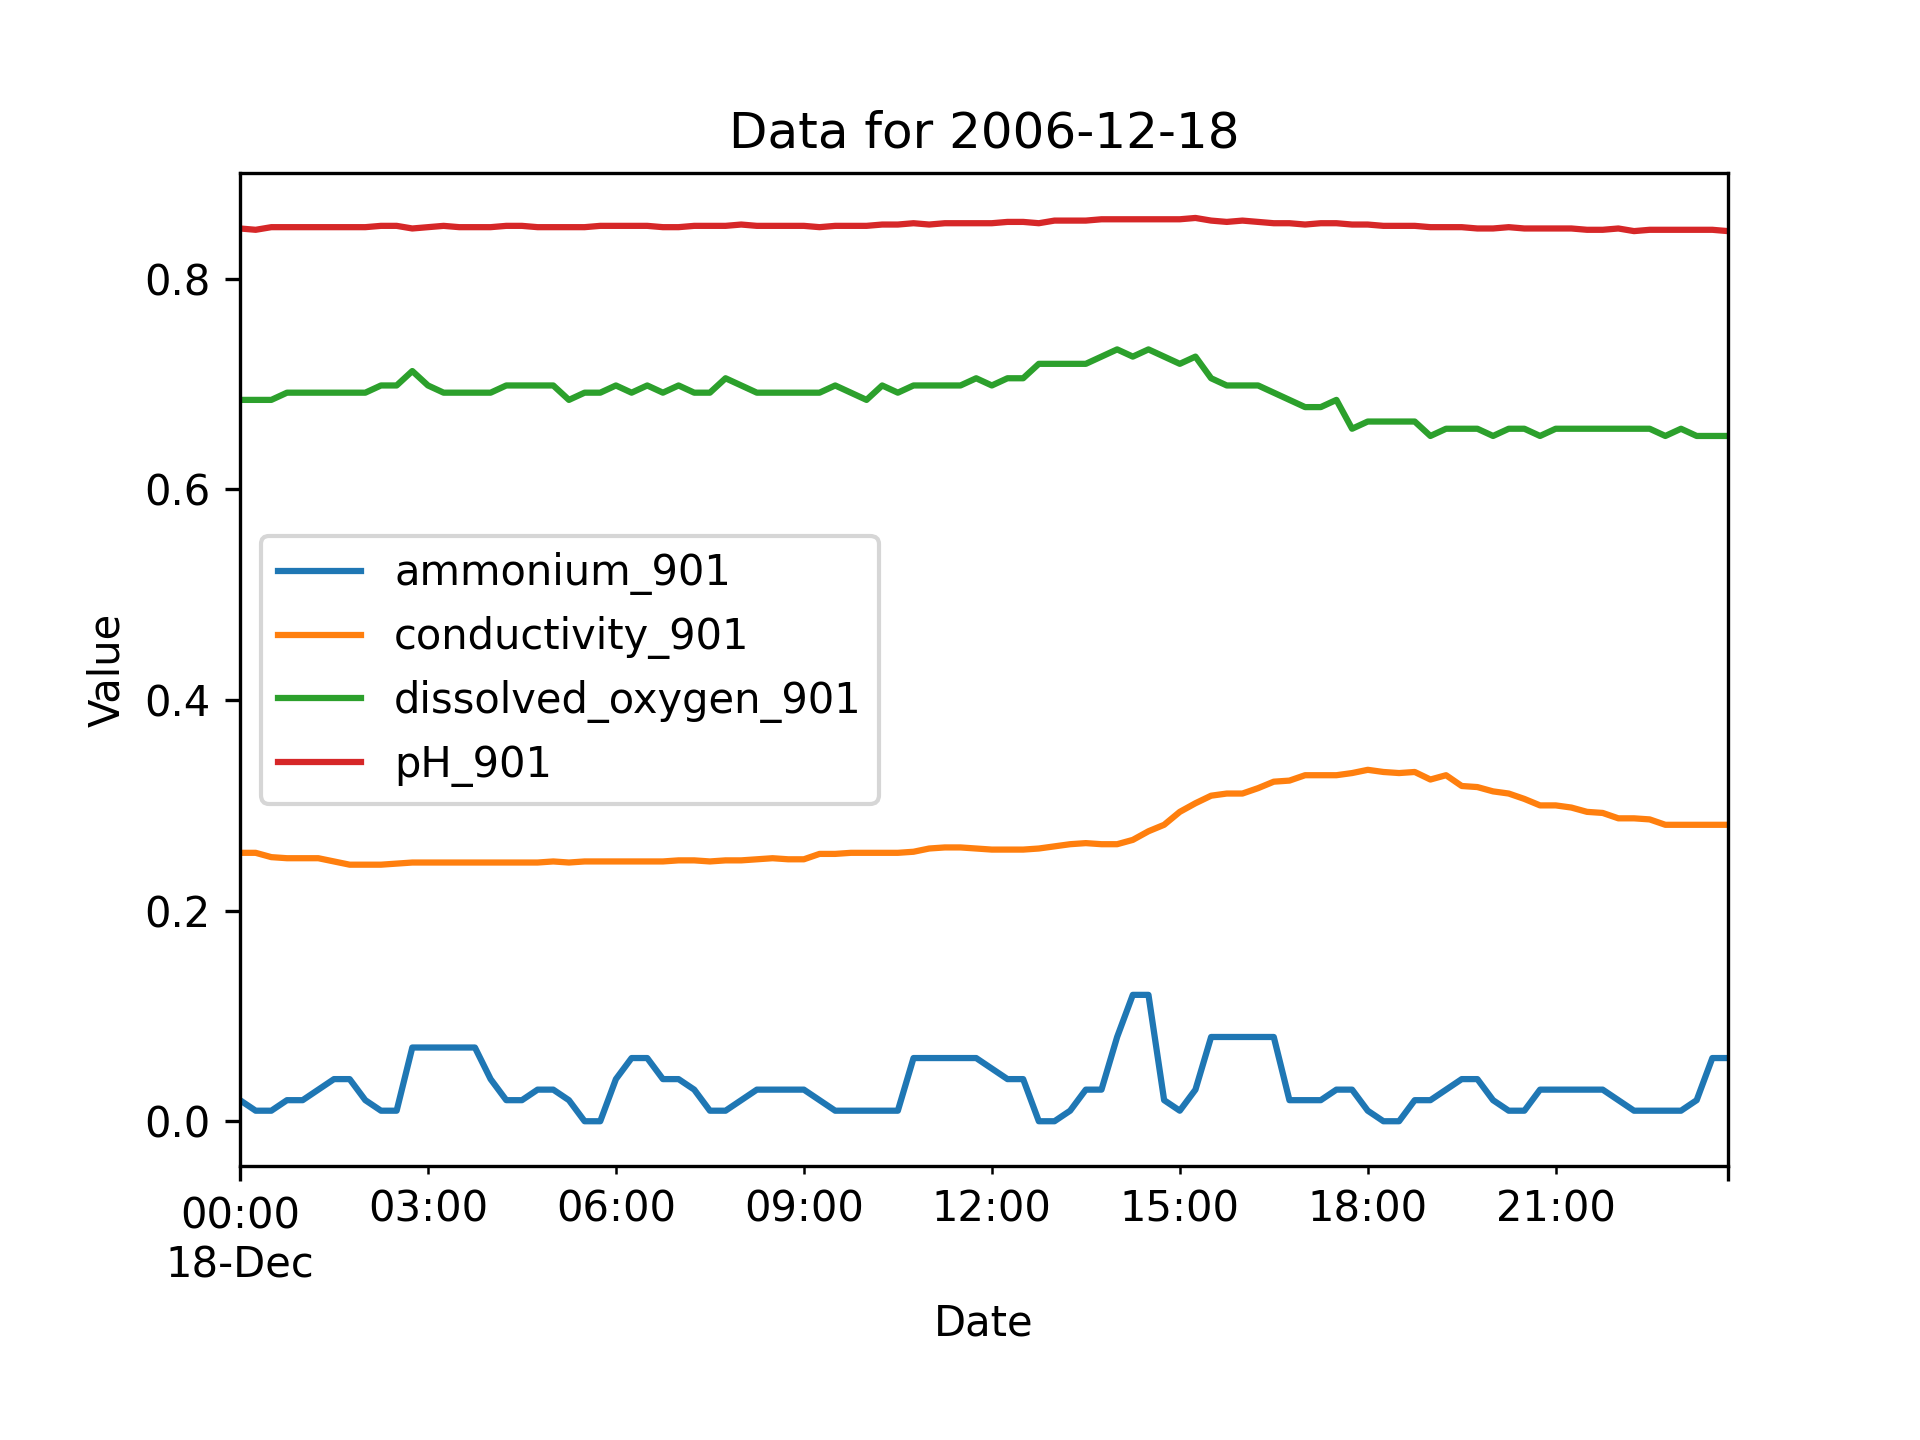 Data for 2006-12-18
Value
0.8
0.6
0.4
0.2
0.0
ammonium_901
conductivity_901
dissolved_oxygen_901
pH_901
00:00 03:00 06:00 09:00 12:00 15:00 18:00 21:00
18-Dec
Date